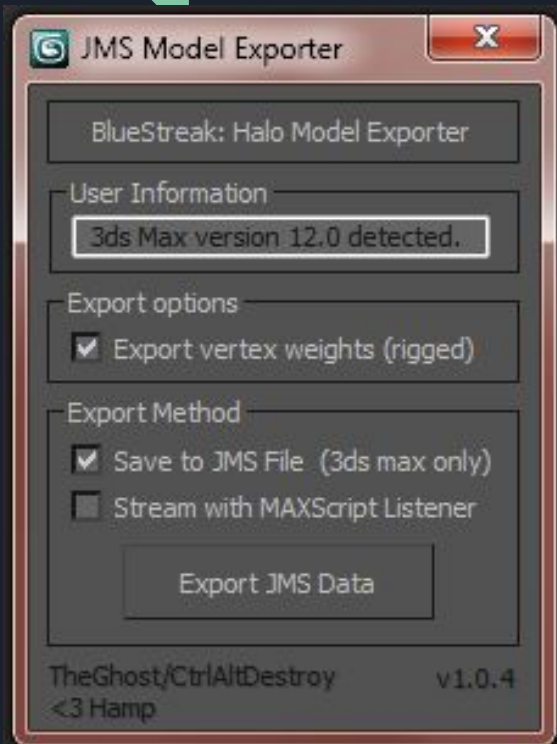 JMS Model Exporter
BlueStreak: Halo Model Exporter
User Information
3ds Max version 12.0 detected.
Export options
Export vertex weights (rigged)
Export Method
Save to JMS File (3ds max only)
Stream with MAXScript Listener
Export JMS Data
TheGhost/CtrlAltDestroy v1.0.4
<3 Hamp